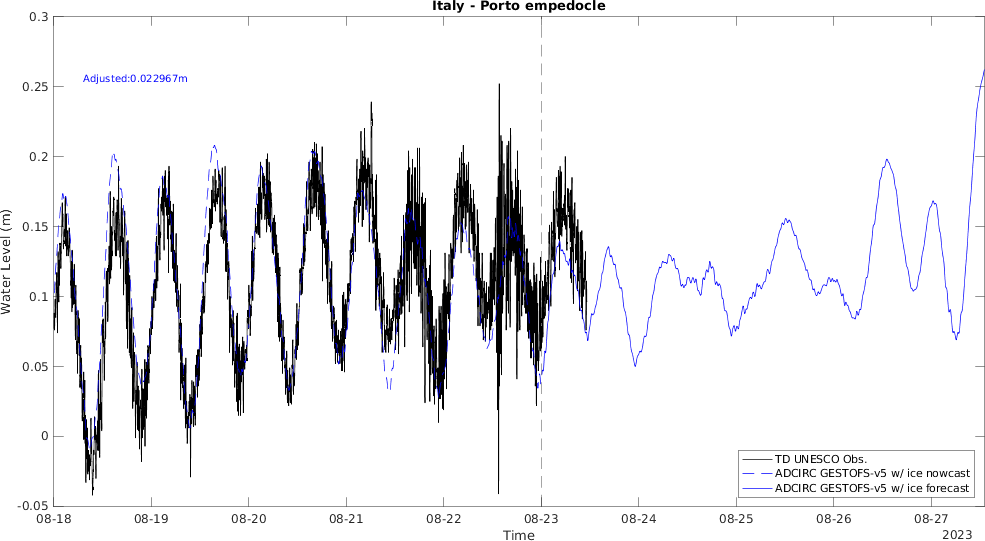 Italy - Porto empedocle
0.3
0.25
0.2
0.15
0.1
0.05
0
-0.05
Water Level (m)
Adjusted:0.022967m
TD UNESCO Obs.
ADCIRC GESTOFS-v5 w/ ice nowcast
ADCIRC GESTOFS-v5 w/ ice forecast
08-18 08-19 08-20 08-21 08-22 08-23 08-24 08-25 08-26 08-27
Time
2023